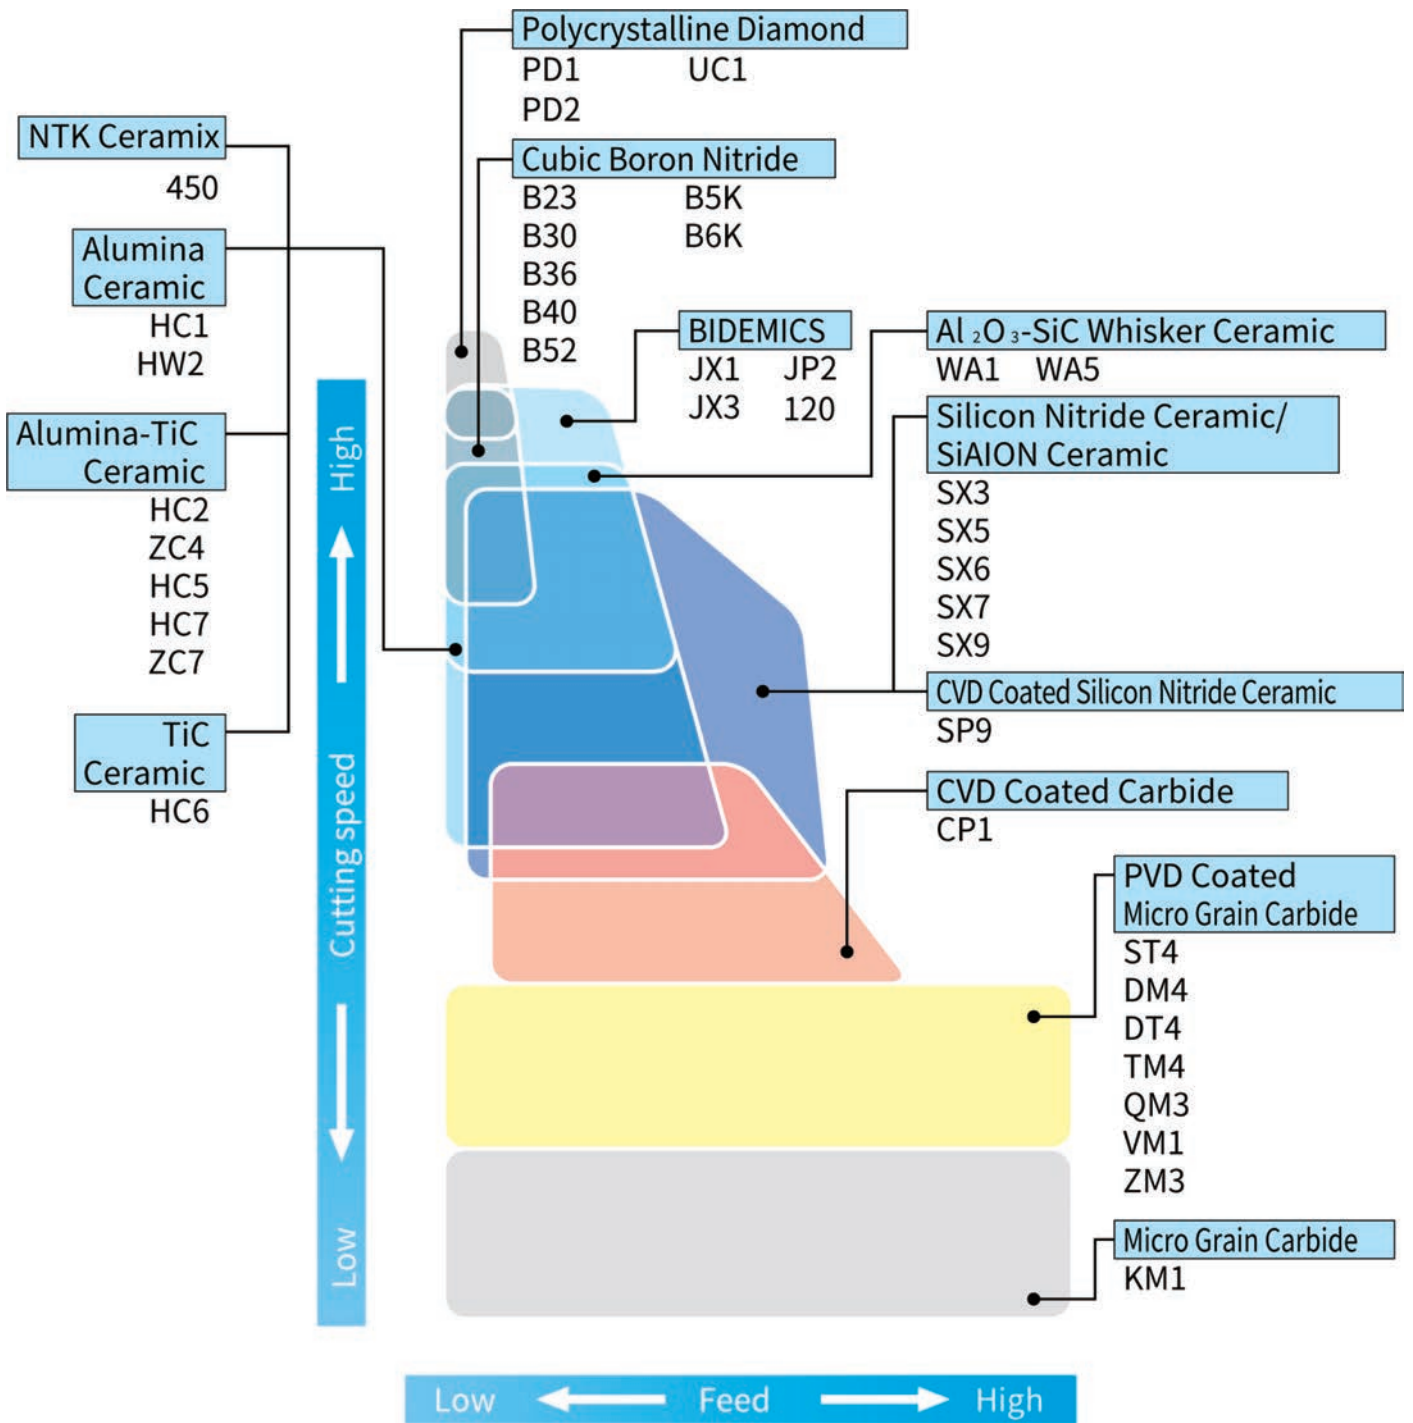 Polycrystalline Diamond
PD1 UC1
PD2
NTK Ceramix
450
Cubic Boron Nitride
B23 B5K
B30 B6K
B36
B40
B52
Alumina
Ceramic
HC1
HW2
BIDEMICS
JX1 JP2
JX3 120
Al2O3-SiC Whisker Ceramic
WA1 WA5
Alumina-TiC
Ceramic
HC2
ZC4
HC5
HC7
ZC7
Silicon Nitride Ceramic/
SiAION Ceramic
SX3
SX5
SX6
SX7
SX9
CVD Coated Silicon Nitride Ceramic
SP9
TiC
Ceramic
HC6
CVD Coated Carbide
CP1
PVD Coated
Micro Grain Carbide
ST4
DM4
DT4
TM4
QM3
VM1
ZM3
Micro Grain Carbide
KM1
High
Cutting speed
Low
Low Feed High